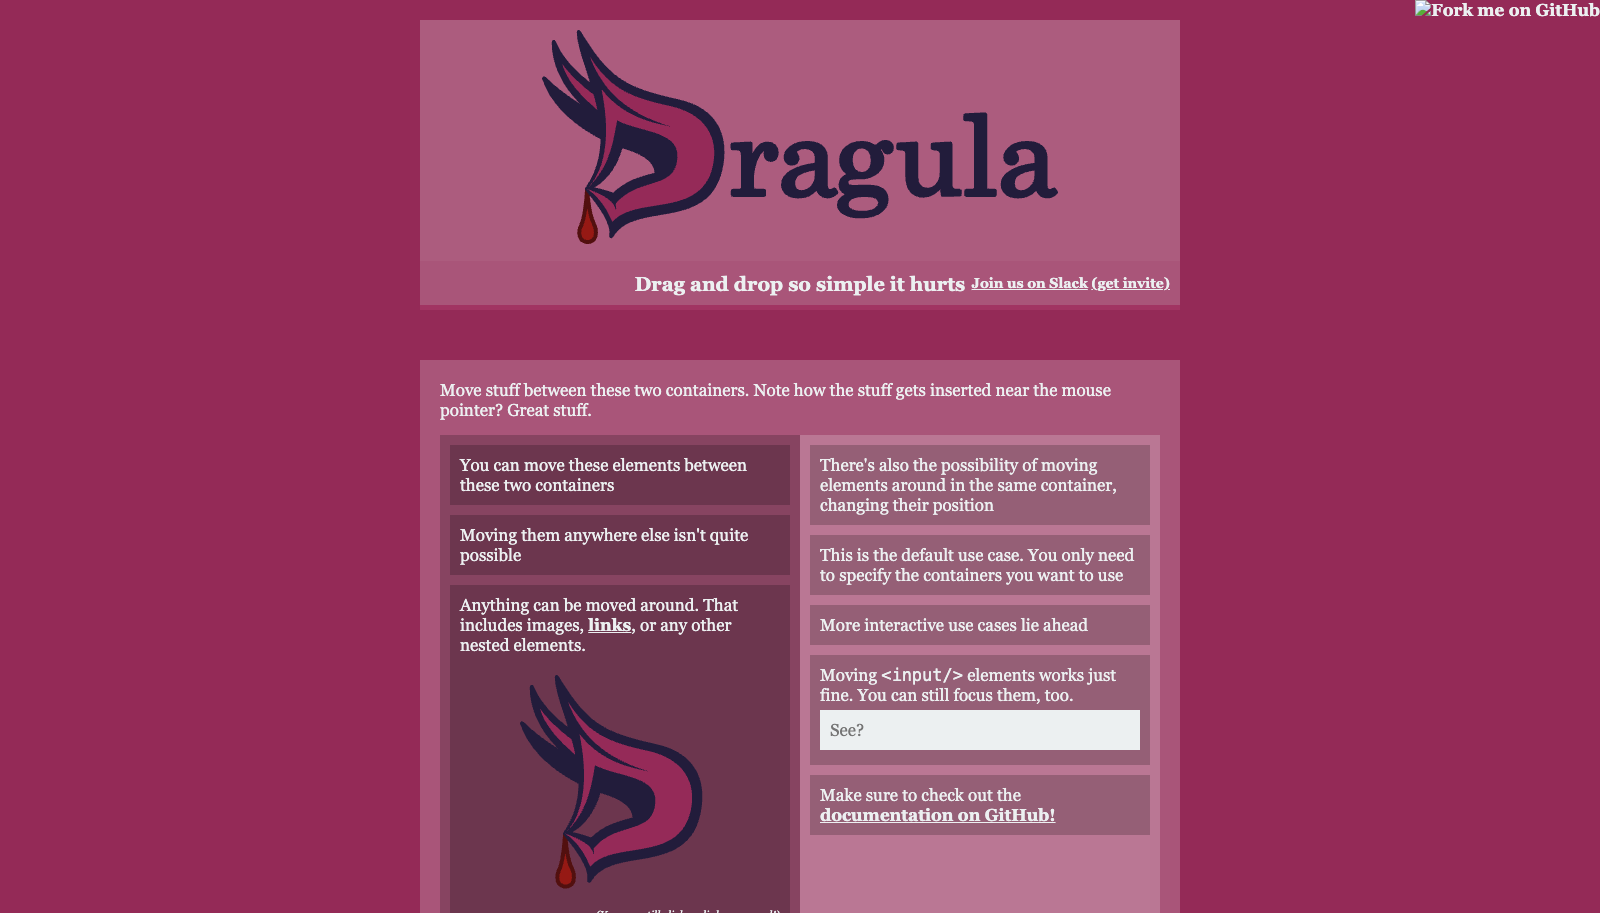 Fork me on GitHub
Dragula
Drag and drop so simple it hurts Join us on Slack (get invite)
Move stuff between these two containers. Note how the stuff gets inserted near the mouse
pointer? Great stuff.
You can move these elements between
these two containers
Moving them anywhere else isn't quite
possible
Anything can be moved around. That
includes images, links, or any other
nested elements.
There's also the possibility of moving
elements around in the same container,
changing their position
This is the default use case. You only need
to specify the containers you want to use
More interactive use cases lie ahead
Moving <input/> elements works just
fine. You can still focus them, too.
See?
Make sure to check out the
documentation on GitHub!